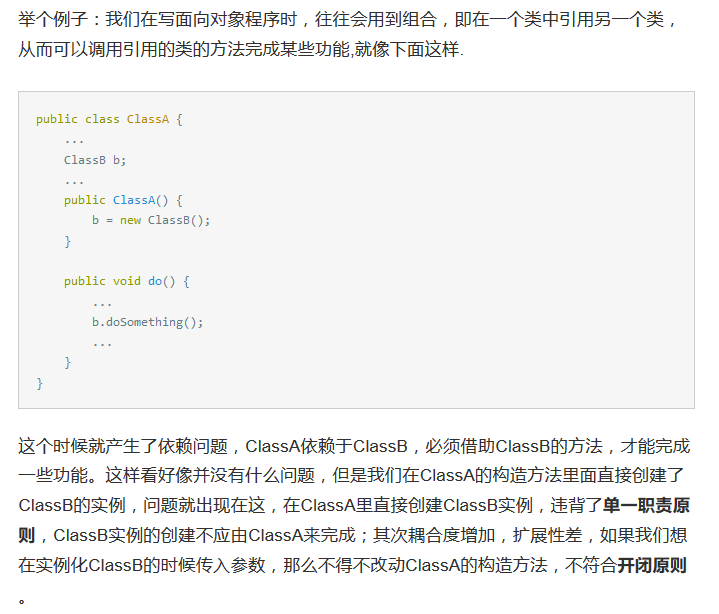 举个例子：我们在写面向对象程序时，往往会用到组合，即在一个类中引用另一个类，
从而可以调用引用的类的方法完成某些功能,就像下面这样.
public class ClassA {
...
ClassB b;
...
public ClassA() {
b = new ClassB();
}
public void do() {
...
b.doSomething();
...
}
}
这个时候就产生了依赖问题，ClassA依赖于ClassB，必须借助ClassB的方法，才能完成
一些功能。这样看好像并没有什么问题，但是我们在ClassA的构造方法里面直接创建了
ClassB的实例，问题就出现在这，在ClassA里直接创建ClassB实例，违背了单一职责原
则，ClassB实例的创建不应由ClassA来完成；其次耦合度增加，扩展性差，如果我们想
在实例化ClassB的时候传入参数，那么不得不改动ClassA的构造方法，不符合开闭原则
。